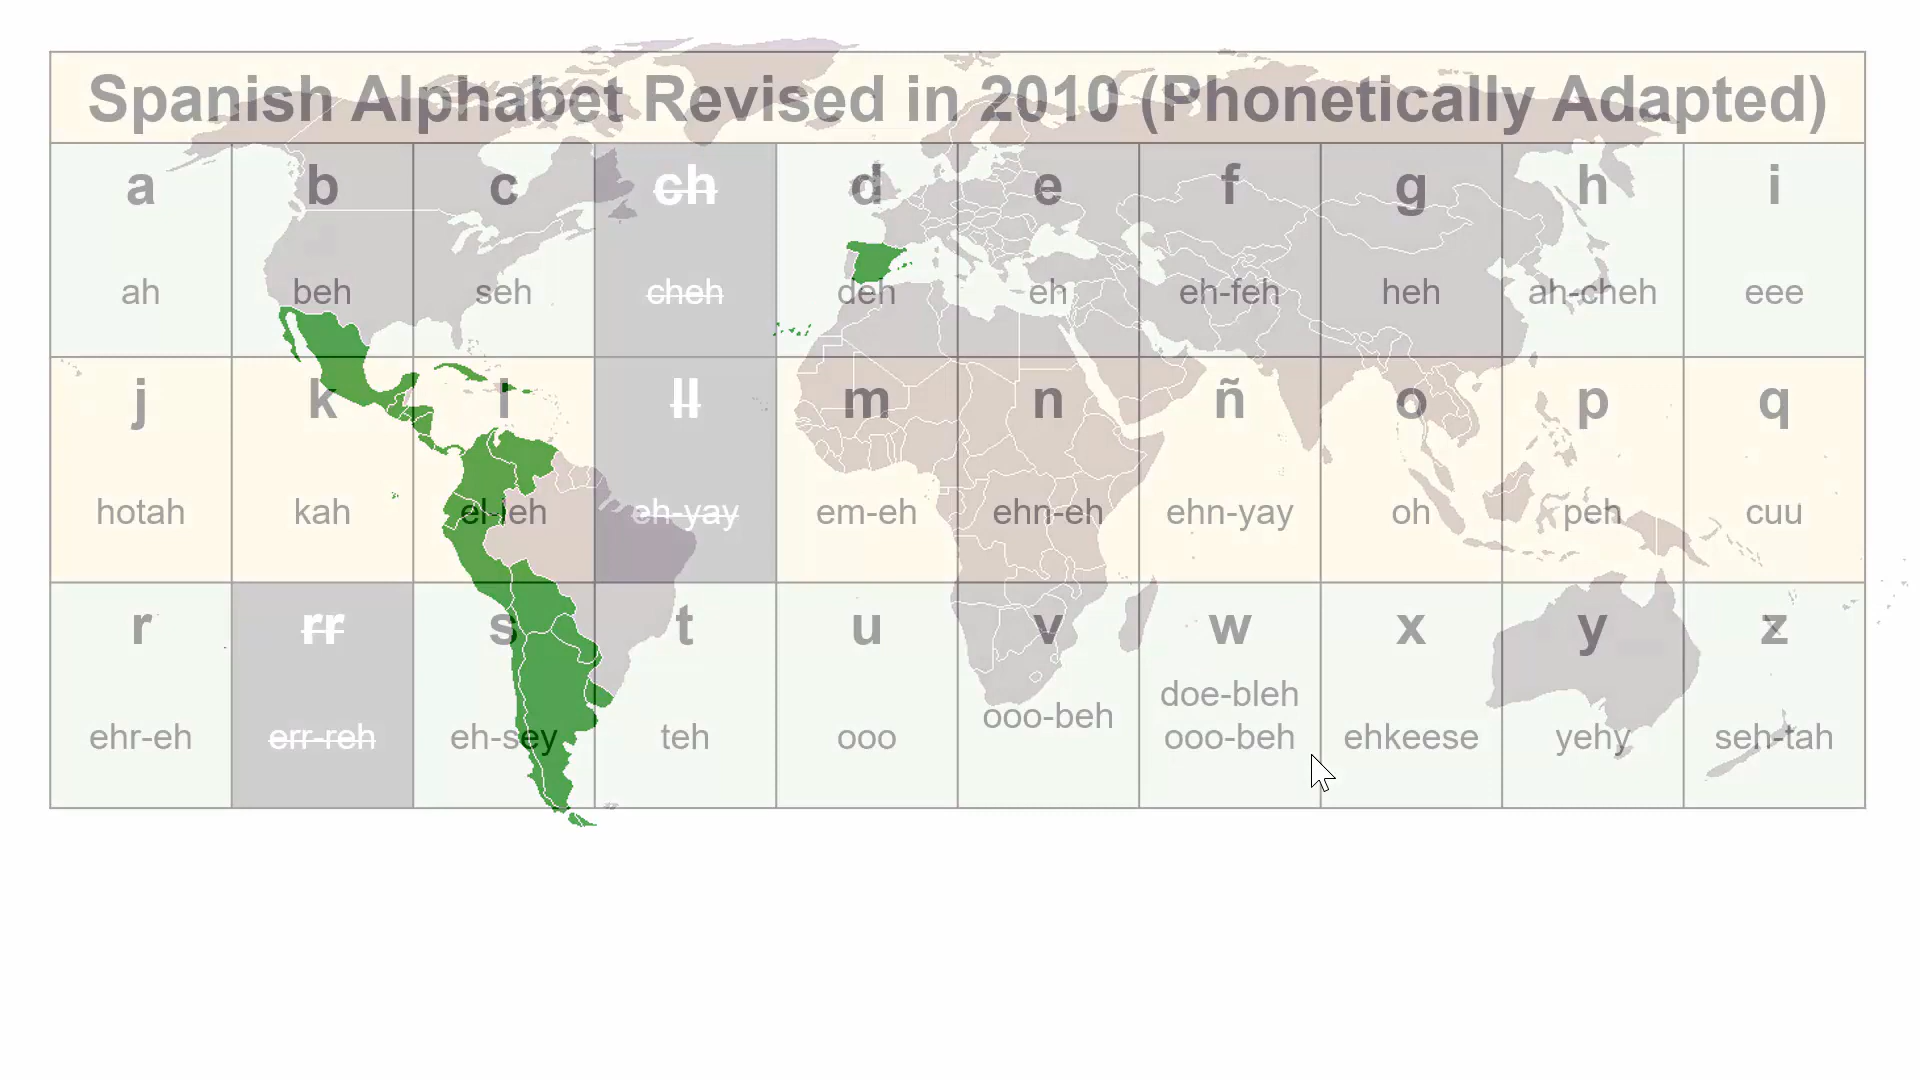 Spanish Alphabet Revised in 2010 (Phonetically Adapted)
a b c ch d e f g h i
ah beh seh cheh deh eh eh-feh heh ah-cheh eee
j k l ll m n ñ o p q
hotah kah el-leh eh-yay em-eh ehn-eh ehn-yay oh peh cuu
r rr s t u v w x y z
ehr-eh err-reh eh-sey teh ooo ooo-beh doe-bleh ooo-beh ehkeese yehy seh-tah